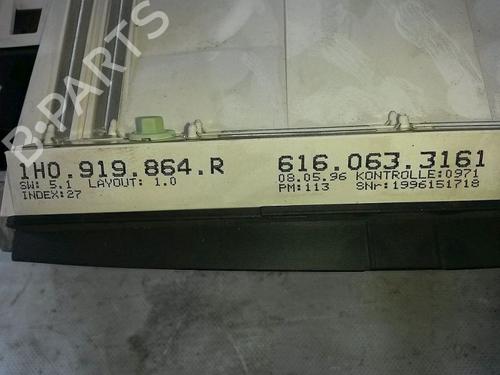 B-PARTS
1H0.919.864.R 616.063.3161
SW: 5.1 LAYOUT: 1.0 08.05.96 KONTROLLE:0971
INDEX:27 PM:113 SNr:1996151718